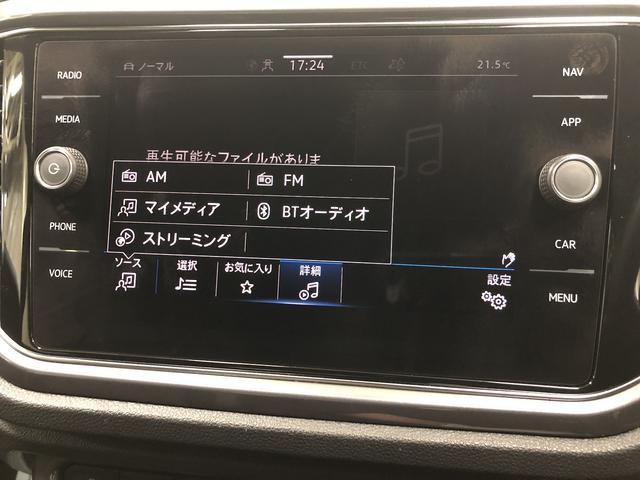 RADIO
MEDIA
PHONE
VOICE
ノーマル
17:24
ETC
21.5℃
再生可能なファイルがありま
AM
FM
マイメディア
BTオーディオ
ストリーミング
ソース
選択
お気に入り
詳細
設定
NAV
APP
CAR
MENU